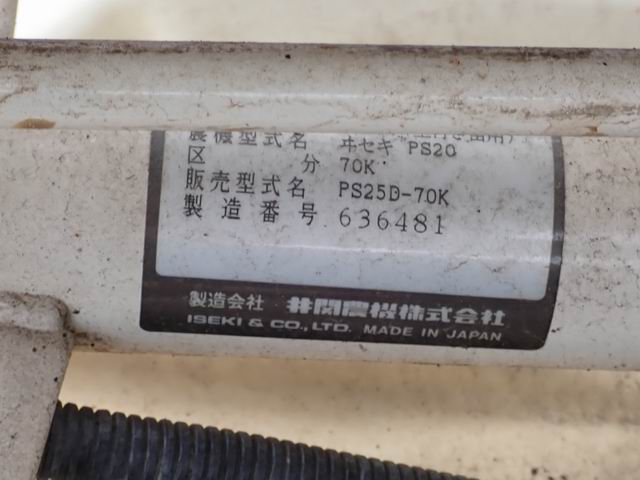 農機型式名 ヰセキ PS20
区分 70K
販売型式名 PS25D-70K
製造番号 636481
製造会社 井関農機株式会社
ISEKI & CO., LTD. MADE IN JAPAN